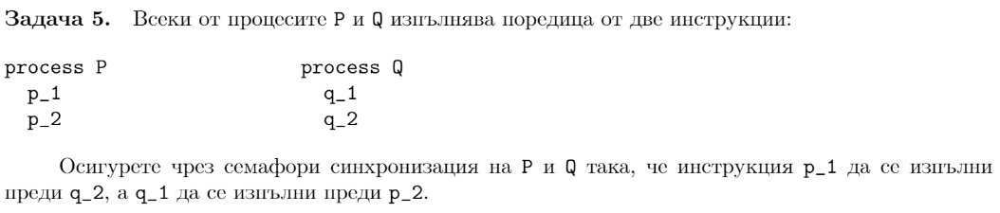 Задача 5. Всеки от процесите P и Q изпълнява поредица от две инструкции:
process P process Q
p_1 q_1
p_2 q_2
Осигурете чрез семафори синхронизация на P и Q така, че инструкция p_1 да се изпълни
преди q_2, а q_1 да се изпълни преди p_2.